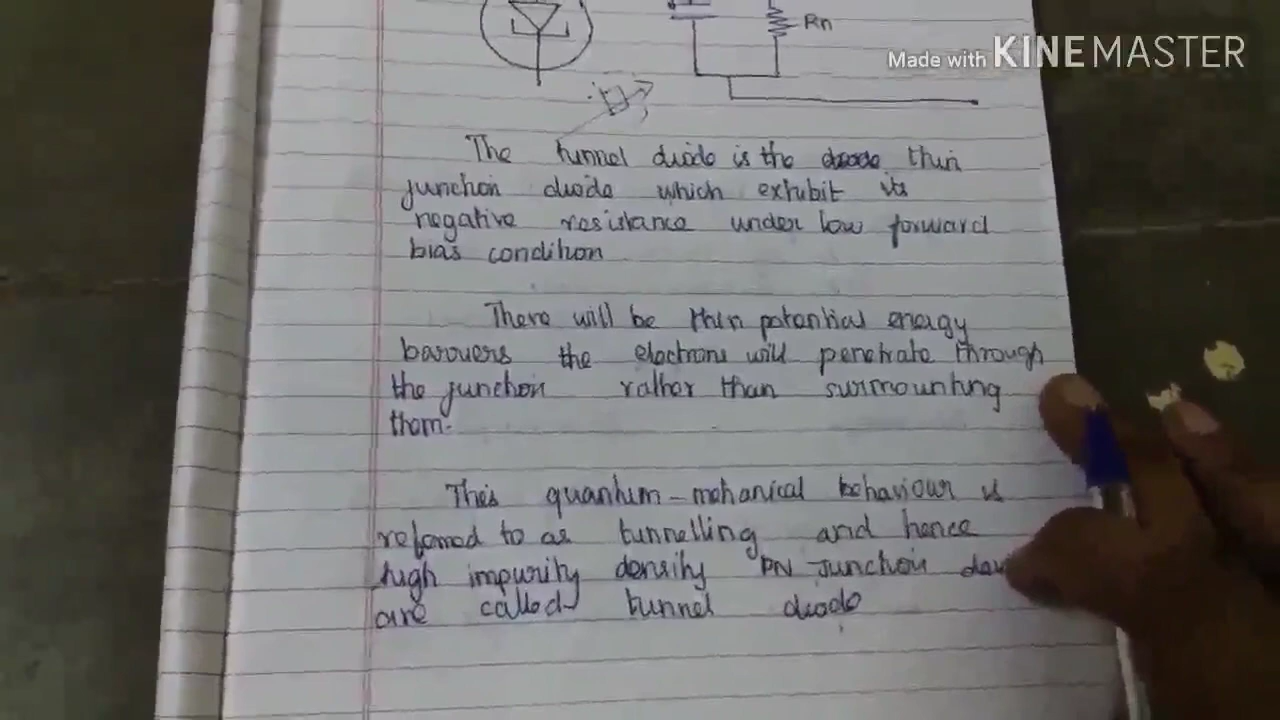 Rn
Made with KINEMASTER
The tunnel diode is the diode thin
junction diode which exhibit its
negative resistance under low forward
bias condition
There will be thin potential energy
barriers the electrons will penetrate through
the junction rather than surmounting
them.
This quantum-mehanical behaviour is
referred to as tunnelling and hence
high impurity density PN junction
are called tunnel diode